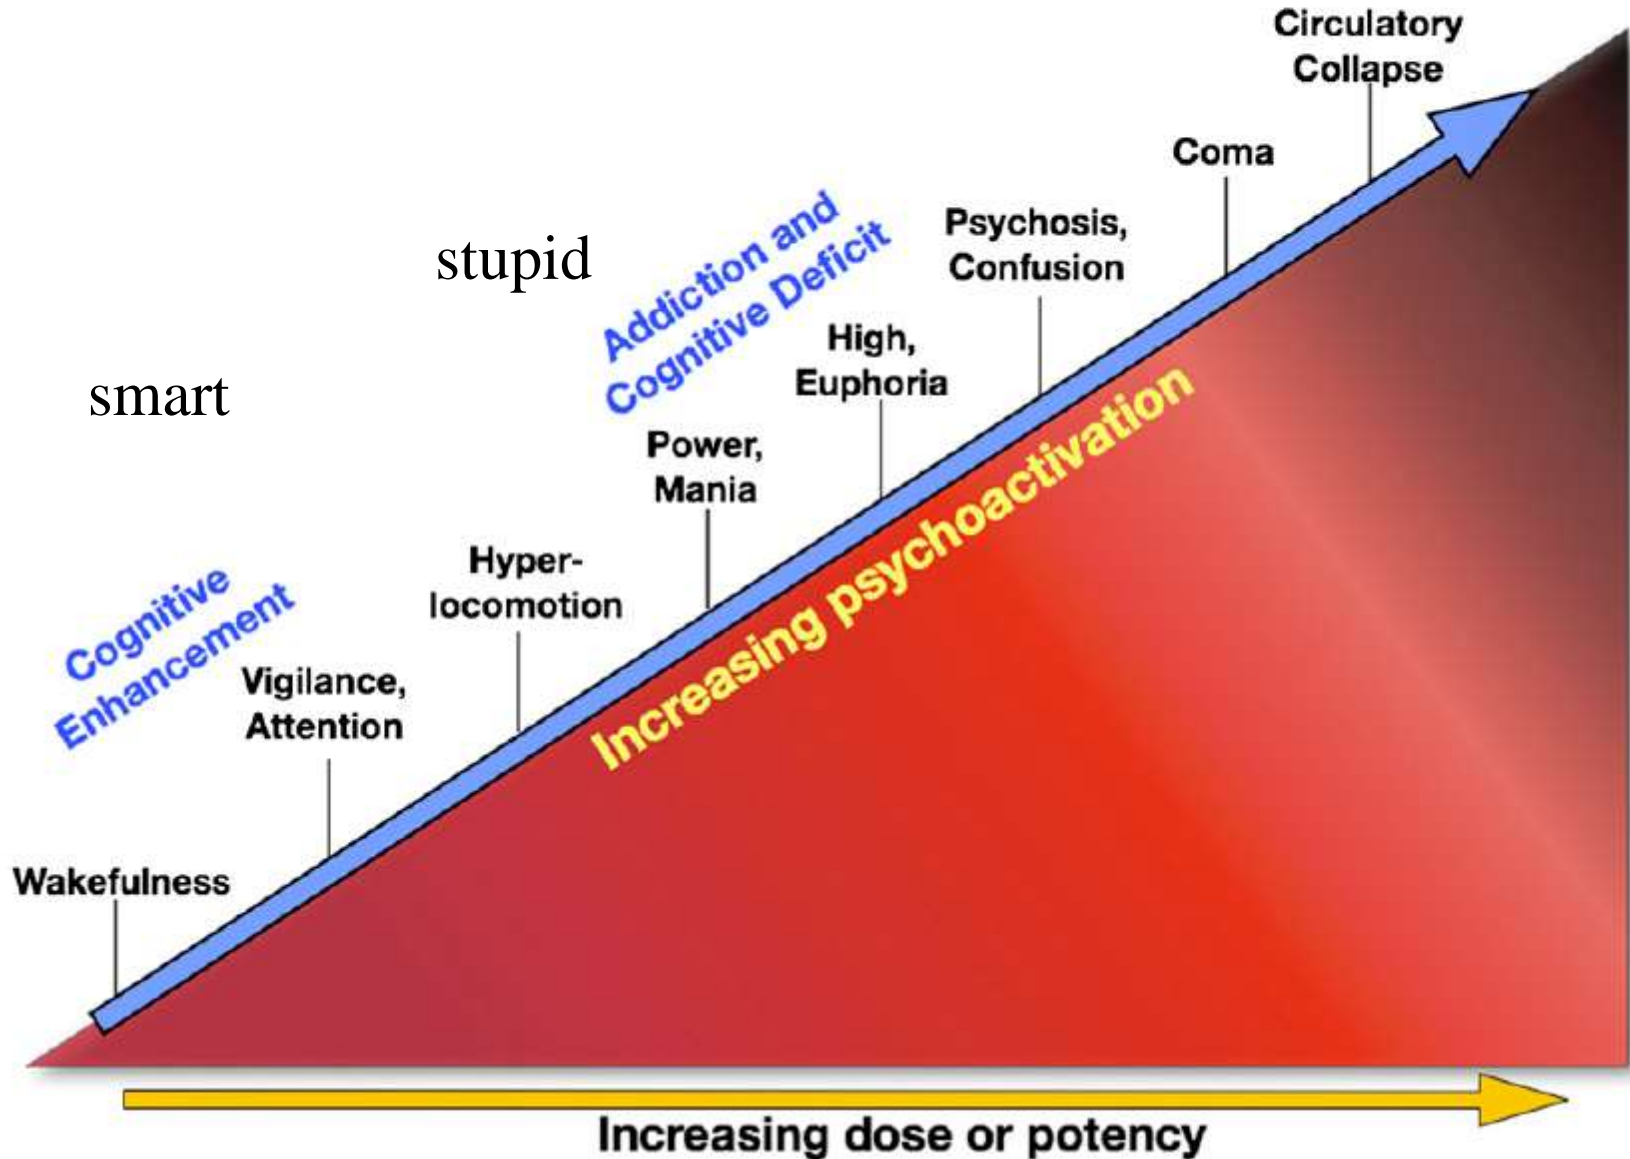 Circulatory
Collapse
Coma
Psychosis,
Confusion
stupid
Addiction and
Cognitive Deficit
High,
Euphoria
smart
Power,
Mania
Hyper-
locomotion
Cognitive
Enhancement
Vigilance,
Attention
Wakefulness
Increasing psychoactivation
Increasing dose or potency